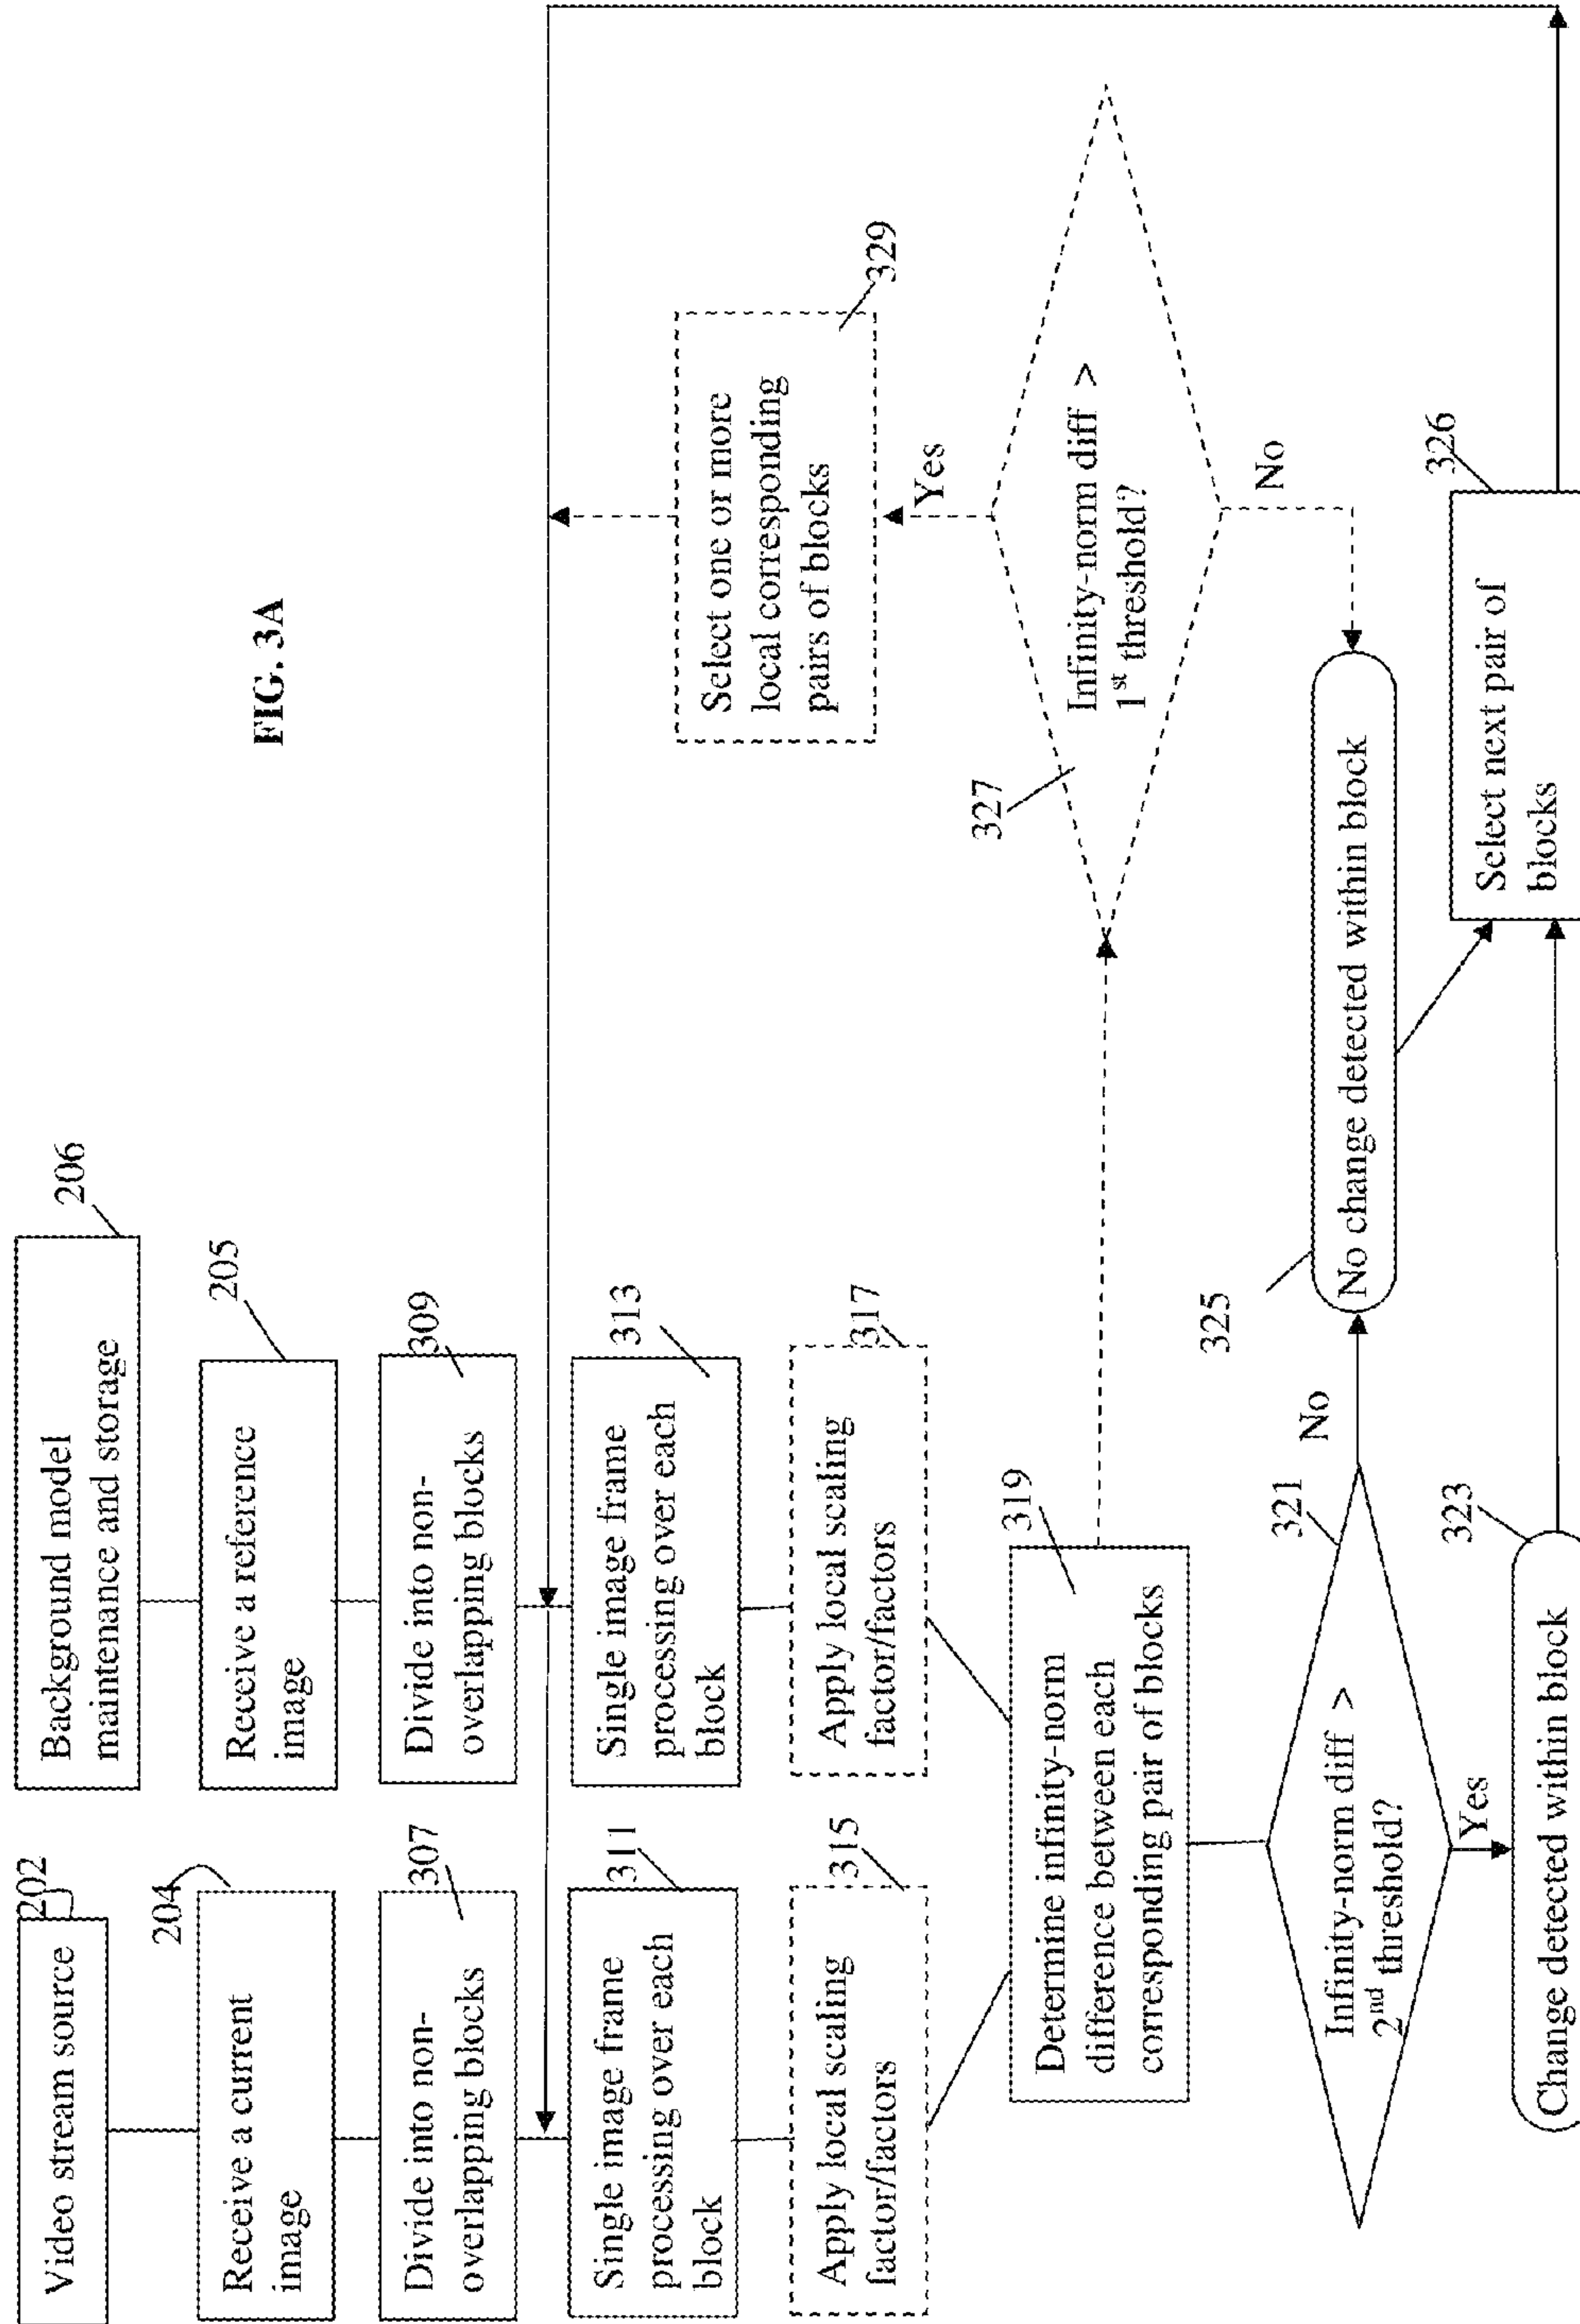 FIG. 3A
202
Video stream source
204
Receive a current
image
307
Divide into non-
overlapping blocks
311
Single image frame
processing over each
block
315
Apply local scaling
factor/factors
206
Background model
maintenance and storage
205
Receive a reference
image
309
Divide into non-
overlapping blocks
313
Single image frame
processing over each
block
317
Apply local scaling
factor/factors
319
Determine infinity-norm
difference between each
corresponding pair of blocks
321
Infinity-norm diff >
2nd threshold?
No
Yes
323
Change detected within block
325
No change detected within block
327
Infinity-norm diff >
1st threshold?
Yes
No
329
Select one or more
local corresponding
pairs of blocks
326
Select next pair of
blocks